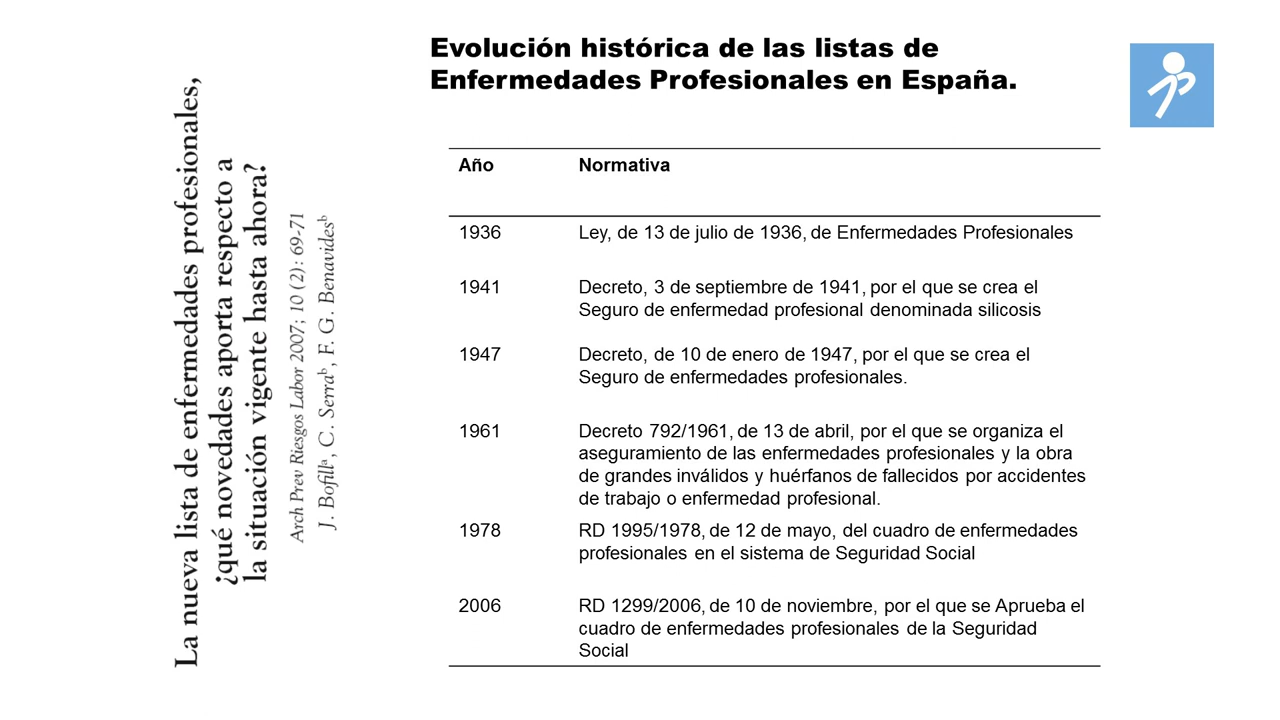 Evolución histórica de las listas de
Enfermedades Profesionales en España.
La nueva lista de enfermedades profesionales,
¿qué novedades aporta respecto a
la situación vigente hasta ahora?
Arch Prev Riesgos Labor 2007; 10 (2): 69-71
J. Bofillª, C. Serraᵇ, F. G. Benavidesᵇ
Año Normativa
1936 Ley, de 13 de julio de 1936, de Enfermedades Profesionales
1941 Decreto, 3 de septiembre de 1941, por el que se crea el
Seguro de enfermedad profesional denominada silicosis
1947 Decreto, de 10 de enero de 1947, por el que se crea el
Seguro de enfermedades profesionales.
1961 Decreto 792/1961, de 13 de abril, por el que se organiza el
aseguramiento de las enfermedades profesionales y la obra
de grandes inválidos y huérfanos de fallecidos por accidentes
de trabajo o enfermedad profesional.
1978 RD 1995/1978, de 12 de mayo, del cuadro de enfermedades
profesionales en el sistema de Seguridad Social
2006 RD 1299/2006, de 10 de noviembre, por el que se Aprueba el
cuadro de enfermedades profesionales de la Seguridad
Social